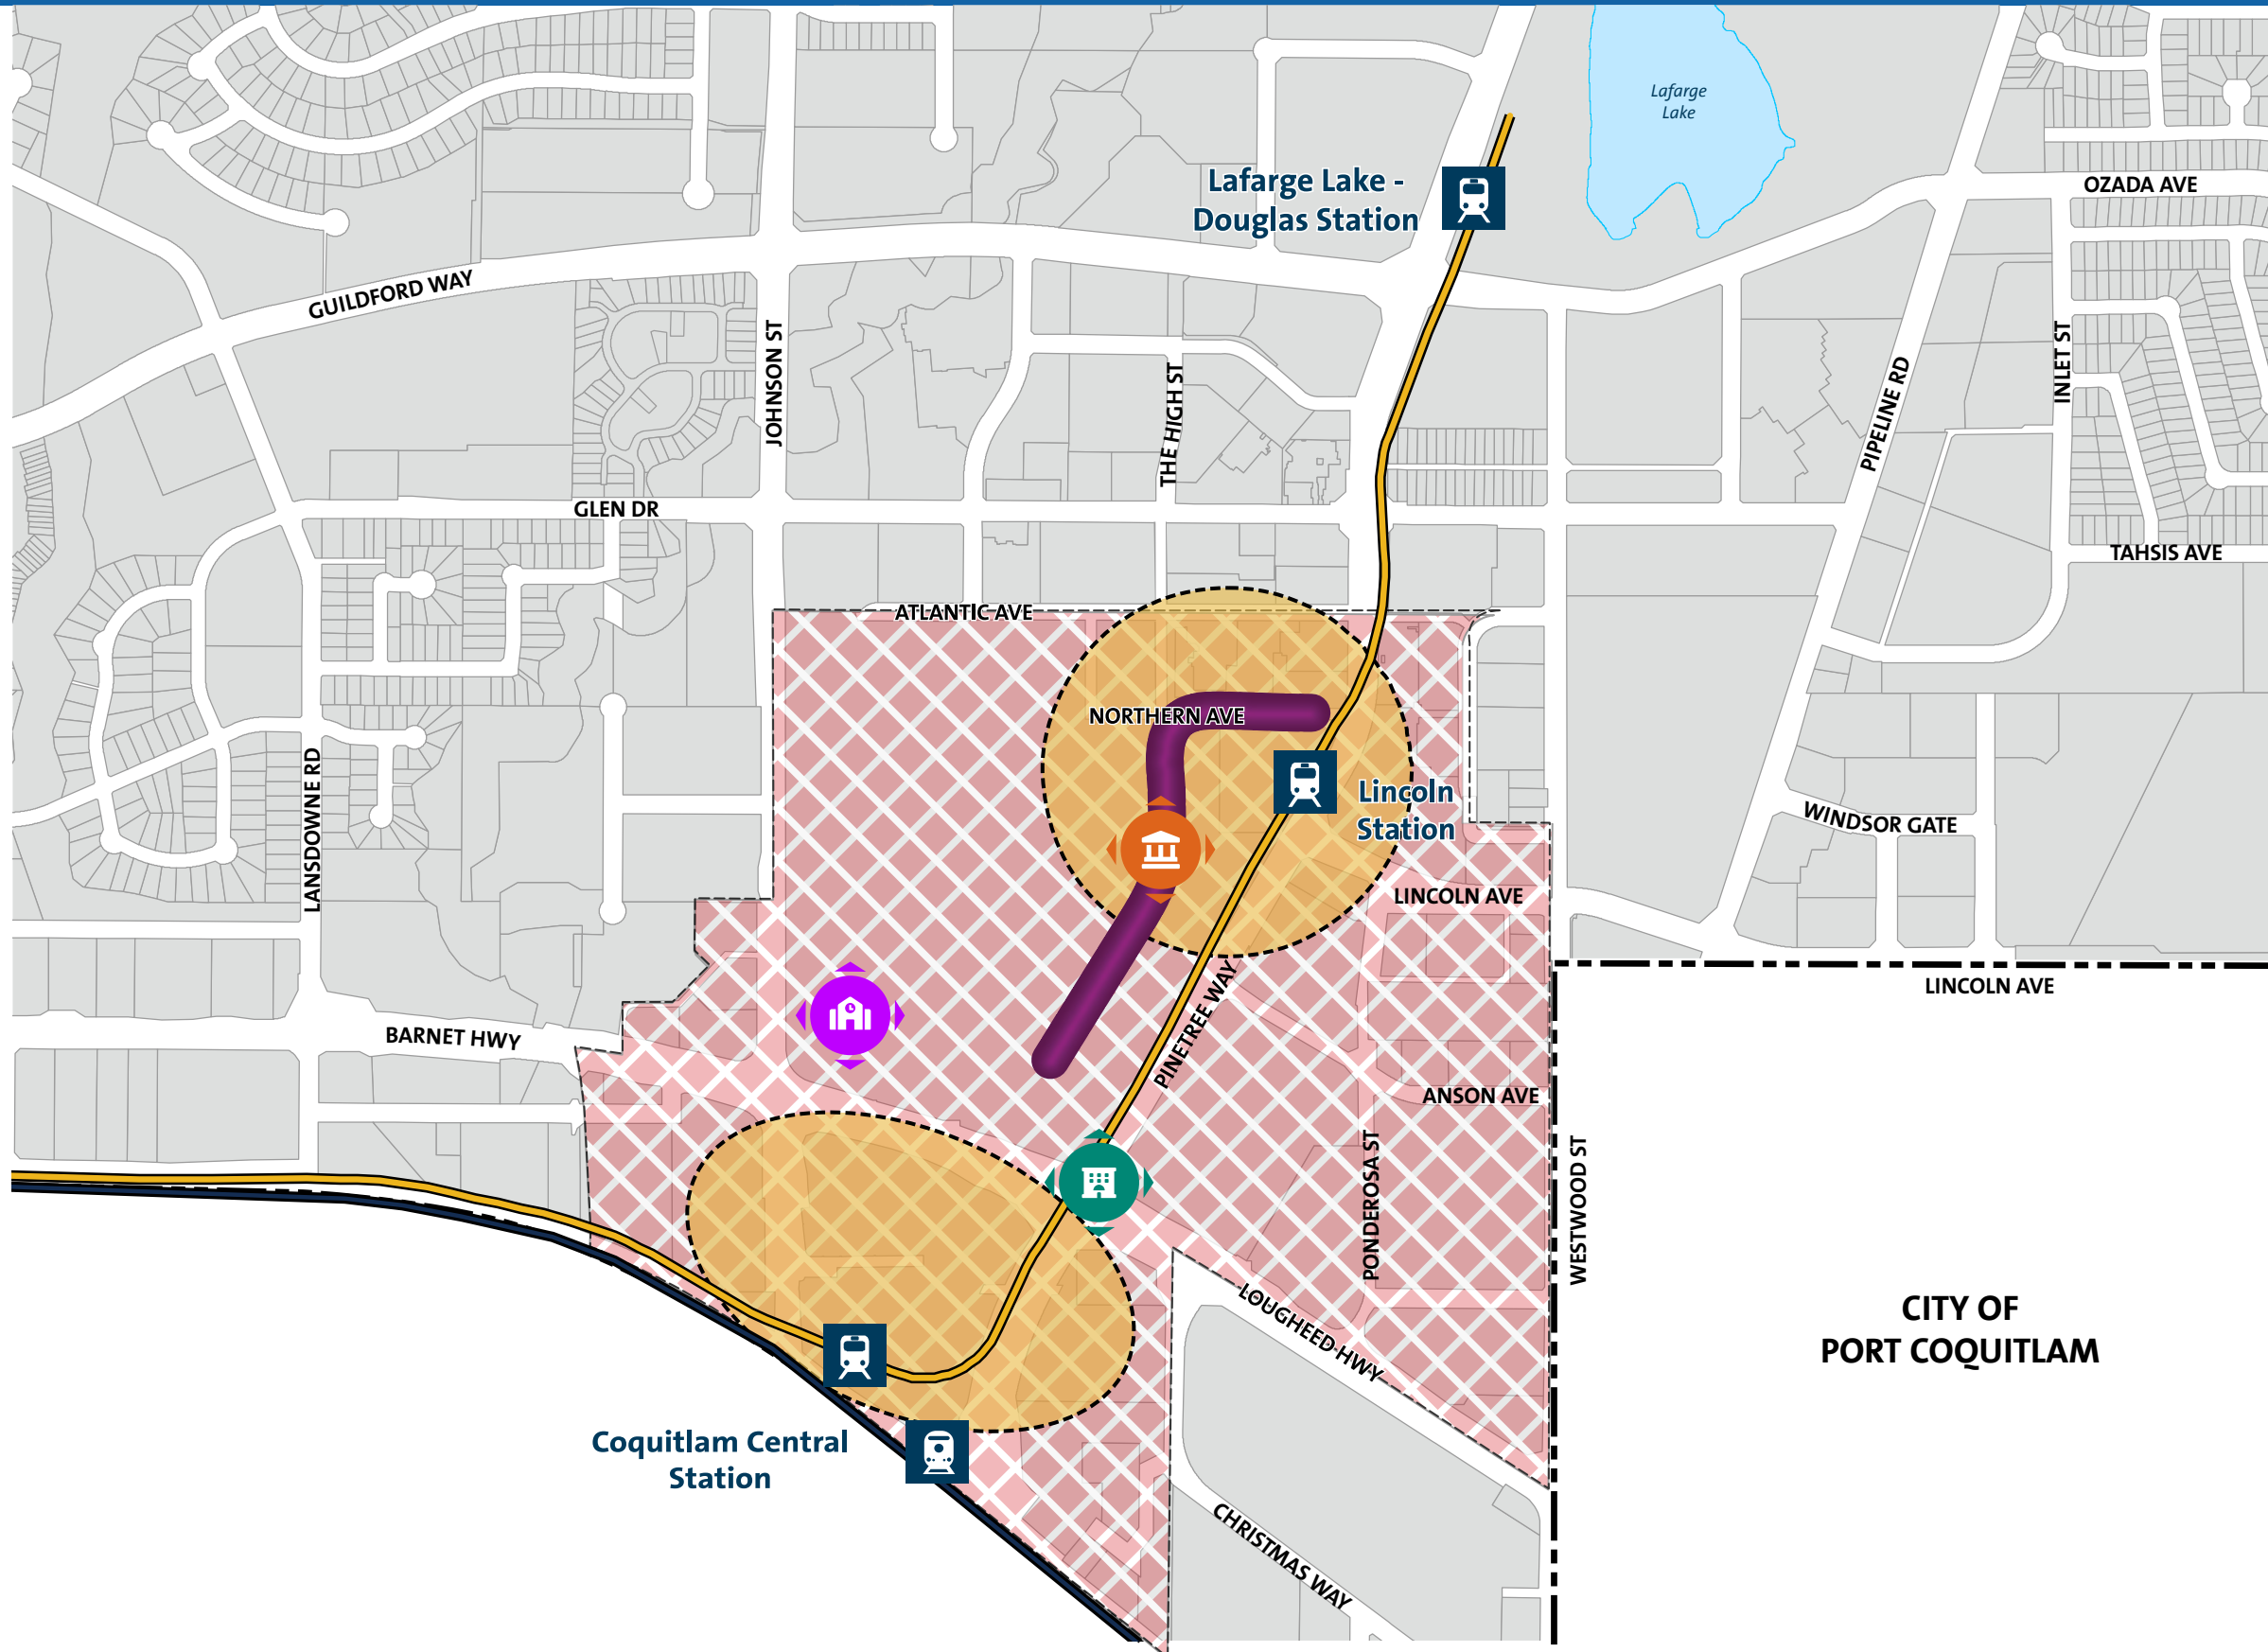 Lafarge
Lake
Lafarge Lake -
Douglas Station
OZADA AVE
GUILDFORD WAY
JOHNSON ST
THE HIGH ST
PIPELINE RD
INLET ST
GLEN DR
TAHSIS AVE
ATLANTIC AVE
NORTHERN AVE
Lincoln
Station
LANSDOWNE RD
WINDSOR GATE
LINCOLN AVE
LINCOLN AVE
BARNET HWY
PINETREE WAY
ANSON AVE
PONDEROSA ST
WESTWOOD ST
LOUGHEED HWY
CITY OF
PORT COQUITLAM
Coquitlam Central
Station
CHRISTMAS WAY